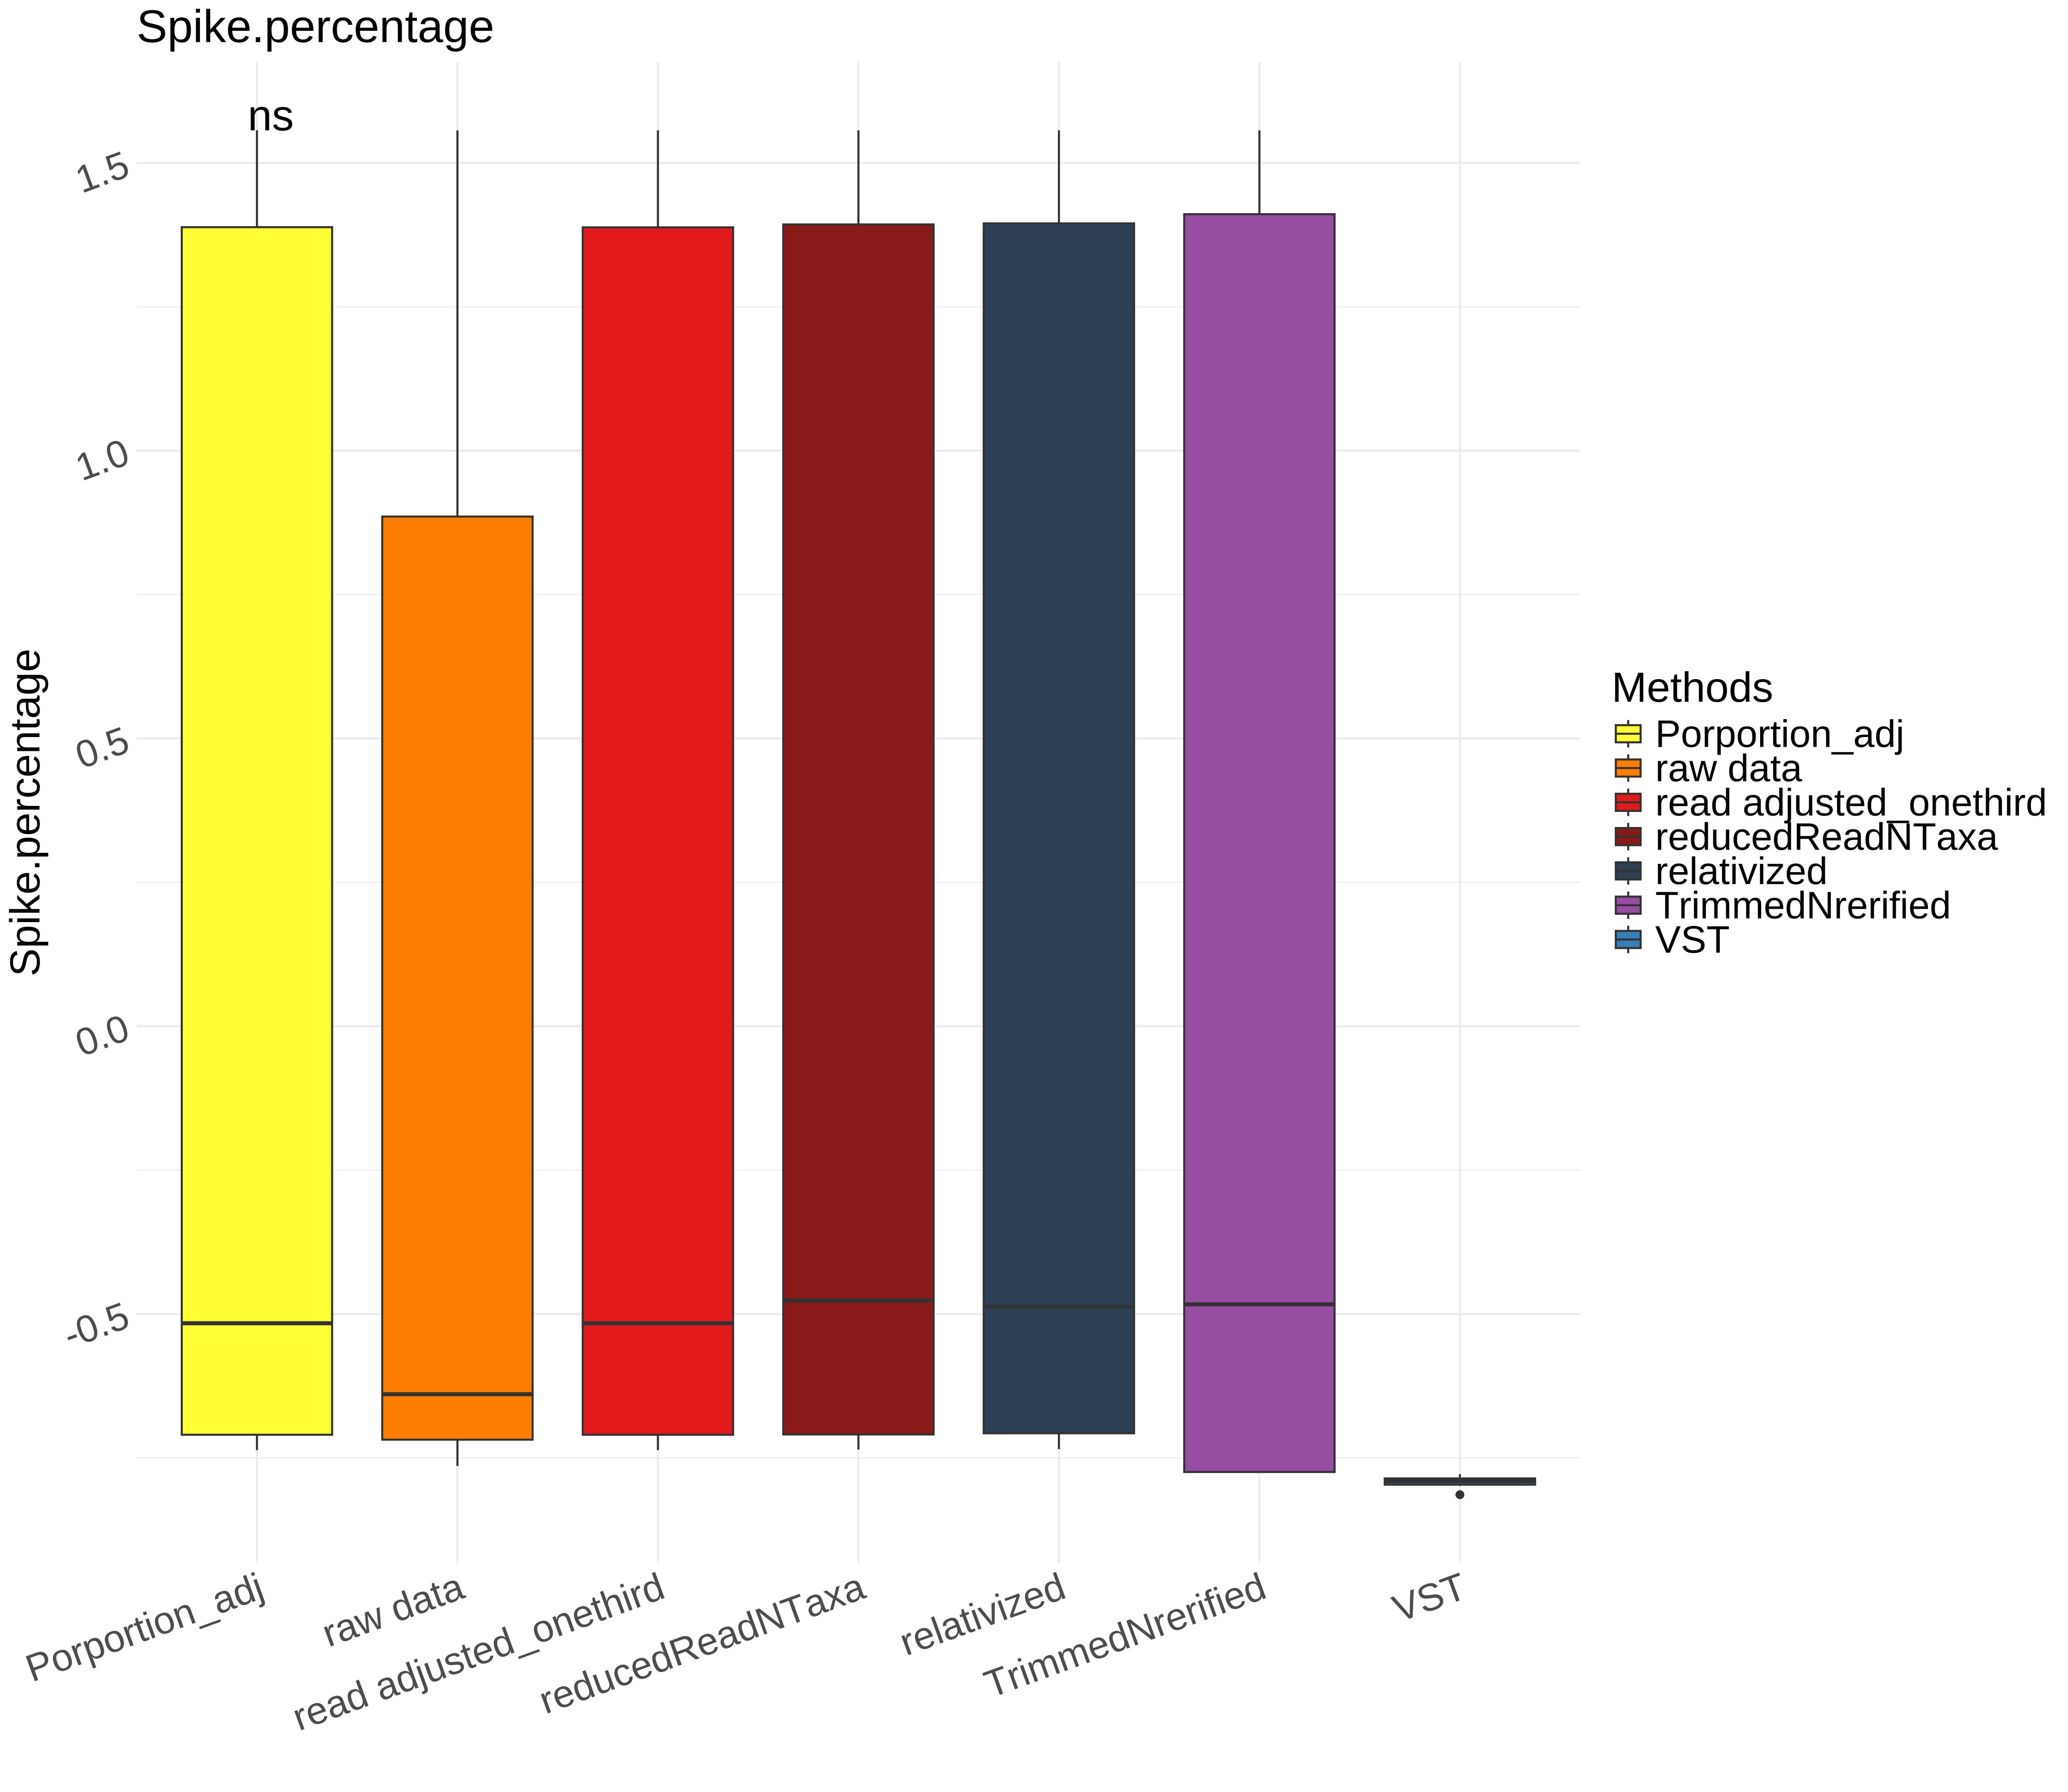 Spike.percentage
ns
1.5
1.0
0.5
0.0
-0.5
Spike.percentage
Porportion_adj
raw data
read adjusted_onethird
reducedReadNTaxa
relativized
TrimmedNrerified
VST
Methods
Porportion_adj
raw data
read adjusted_onethird
reducedReadNTaxa
relativized
TrimmedNrerified
VST